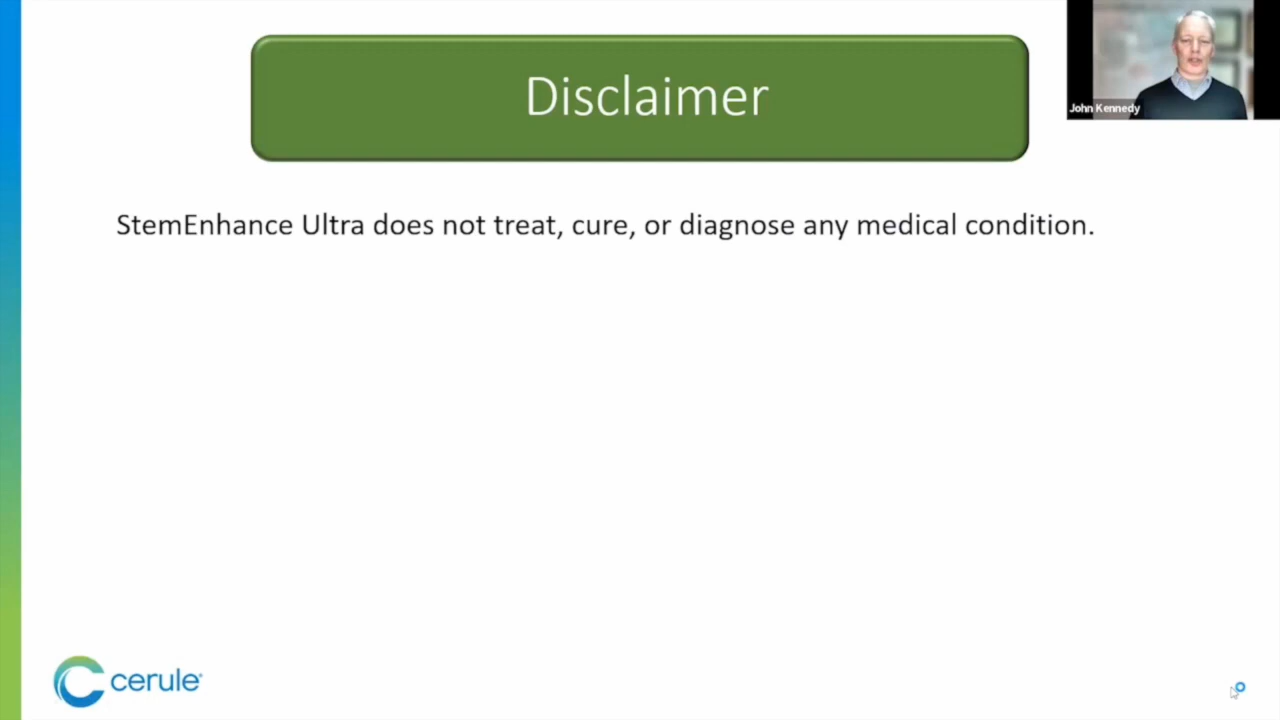 Disclaimer
John Kennedy
StemEnhance Ultra does not treat, cure, or diagnose any medical condition.
cerule